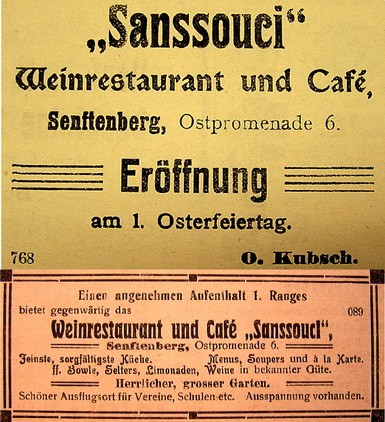 „Sanssouci“
Weinrestaurant und Café,
Senftenberg, Ostpromenade 6.
Eröffnung
am 1. Osterfeiertag.
768 O. Kubsch.
Einen angenehmen Aufenthalt 1. Ranges
bietet gegenwärtig das 089
Weinrestaurant und Café „Sanssouci“,
Senftenberg, Ostpromenade 6.
Feinste, sorgfältigste Küche. Menus, Soupers und à la Karte.
ff. Bowle, Selters, Limonaden, Weine in bekannter Güte.
Herrlicher, grosser Garten.
Schöner Ausflugsort für Vereine, Schulen etc. Ausspannung vorhanden.